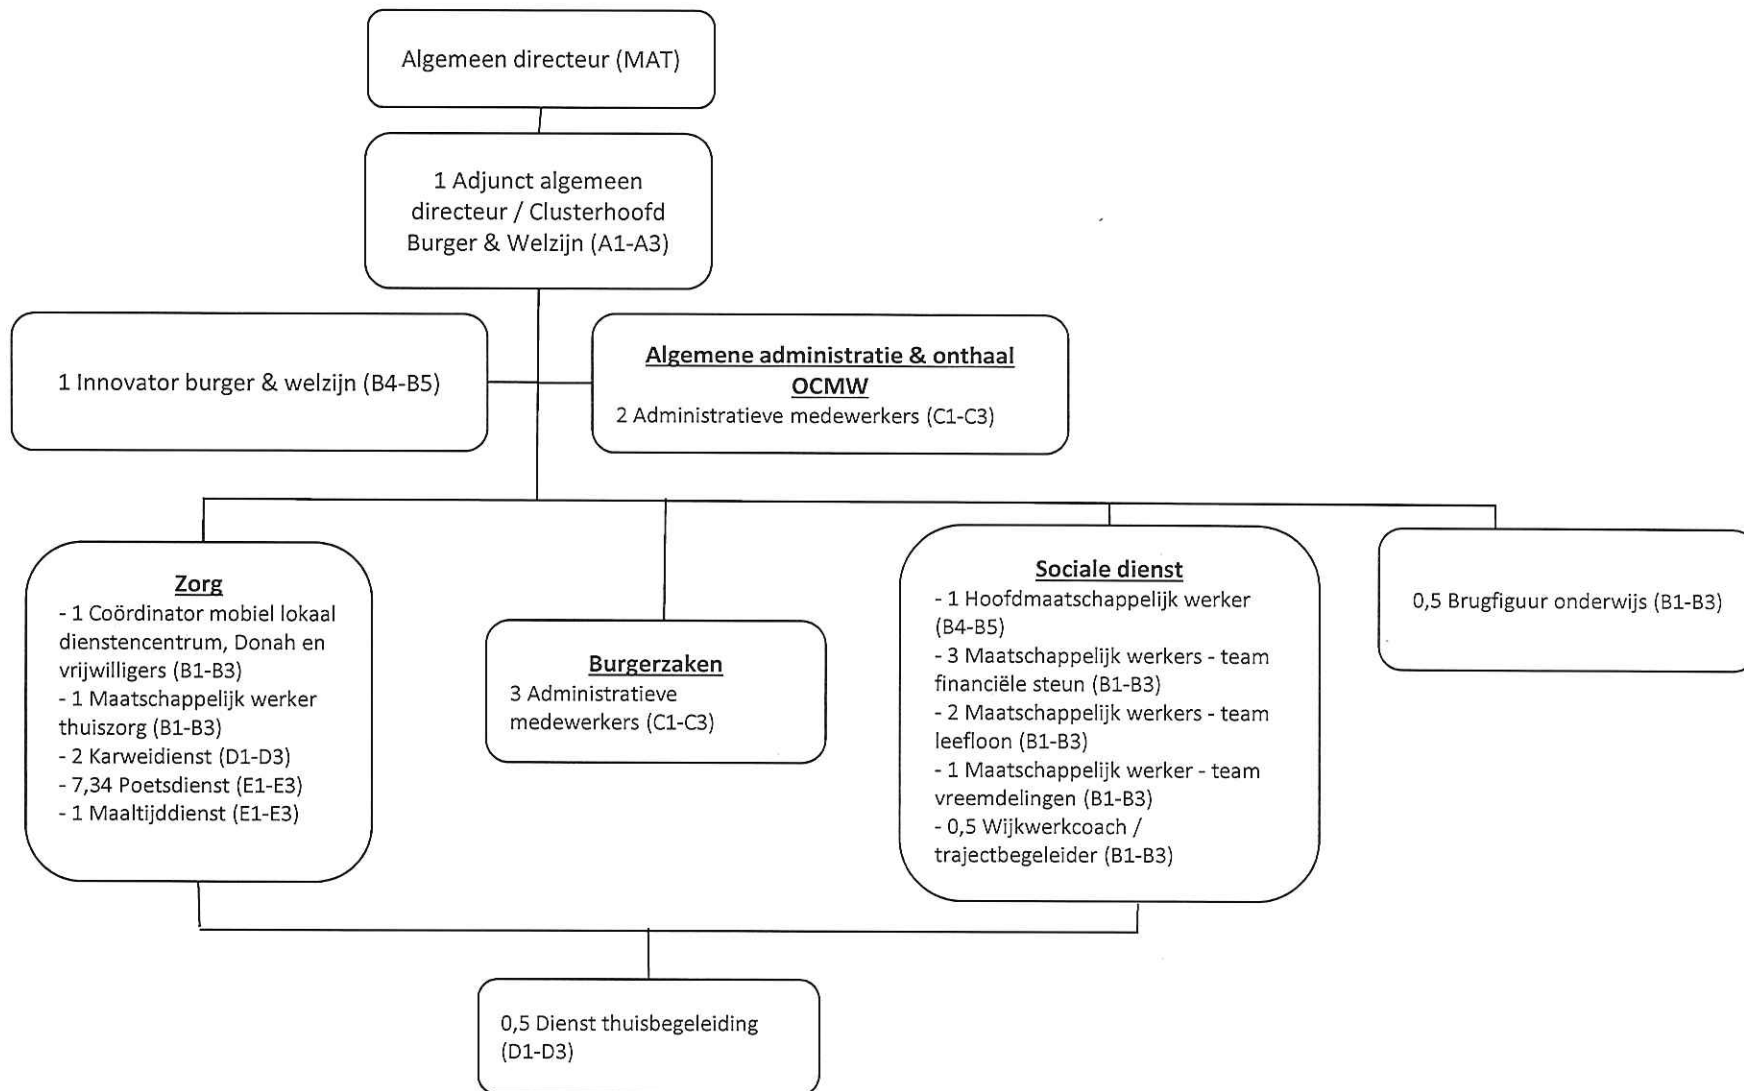 Algemeen directeur (MAT)
1 Adjunct algemeen
directeur / Clusterhoofd
Burger & Welzijn (A1-A3)
1 Innovator burger & welzijn (B4-B5)
Algemene administratie & onthaal
OCMW
2 Administratieve medewerkers (C1-C3)
Zorg
- 1 Coördinator mobiel lokaal
dienstencentrum, Donah en
vrijwilligers (B1-B3)
- 1 Maatschappelijk werker
thuiszorg (B1-B3)
- 2 Karweidienst (D1-D3)
- 7,34 Poetsdienst (E1-E3)
- 1 Maaltijddienst (E1-E3)
Burgerzaken
3 Administratieve
medewerkers (C1-C3)
Sociale dienst
- 1 Hoofdmaatschappelijk werker
(B4-B5)
- 3 Maatschappelijk werkers - team
financiële steun (B1-B3)
- 2 Maatschappelijk werkers - team
leefloon (B1-B3)
- 1 Maatschappelijk werker - team
vreemdelingen (B1-B3)
- 0,5 Wijkwerkcoach /
trajectbegeleider (B1-B3)
0,5 Brugfiguur onderwijs (B1-B3)
0,5 Dienst thuisbegeleiding
(D1-D3)